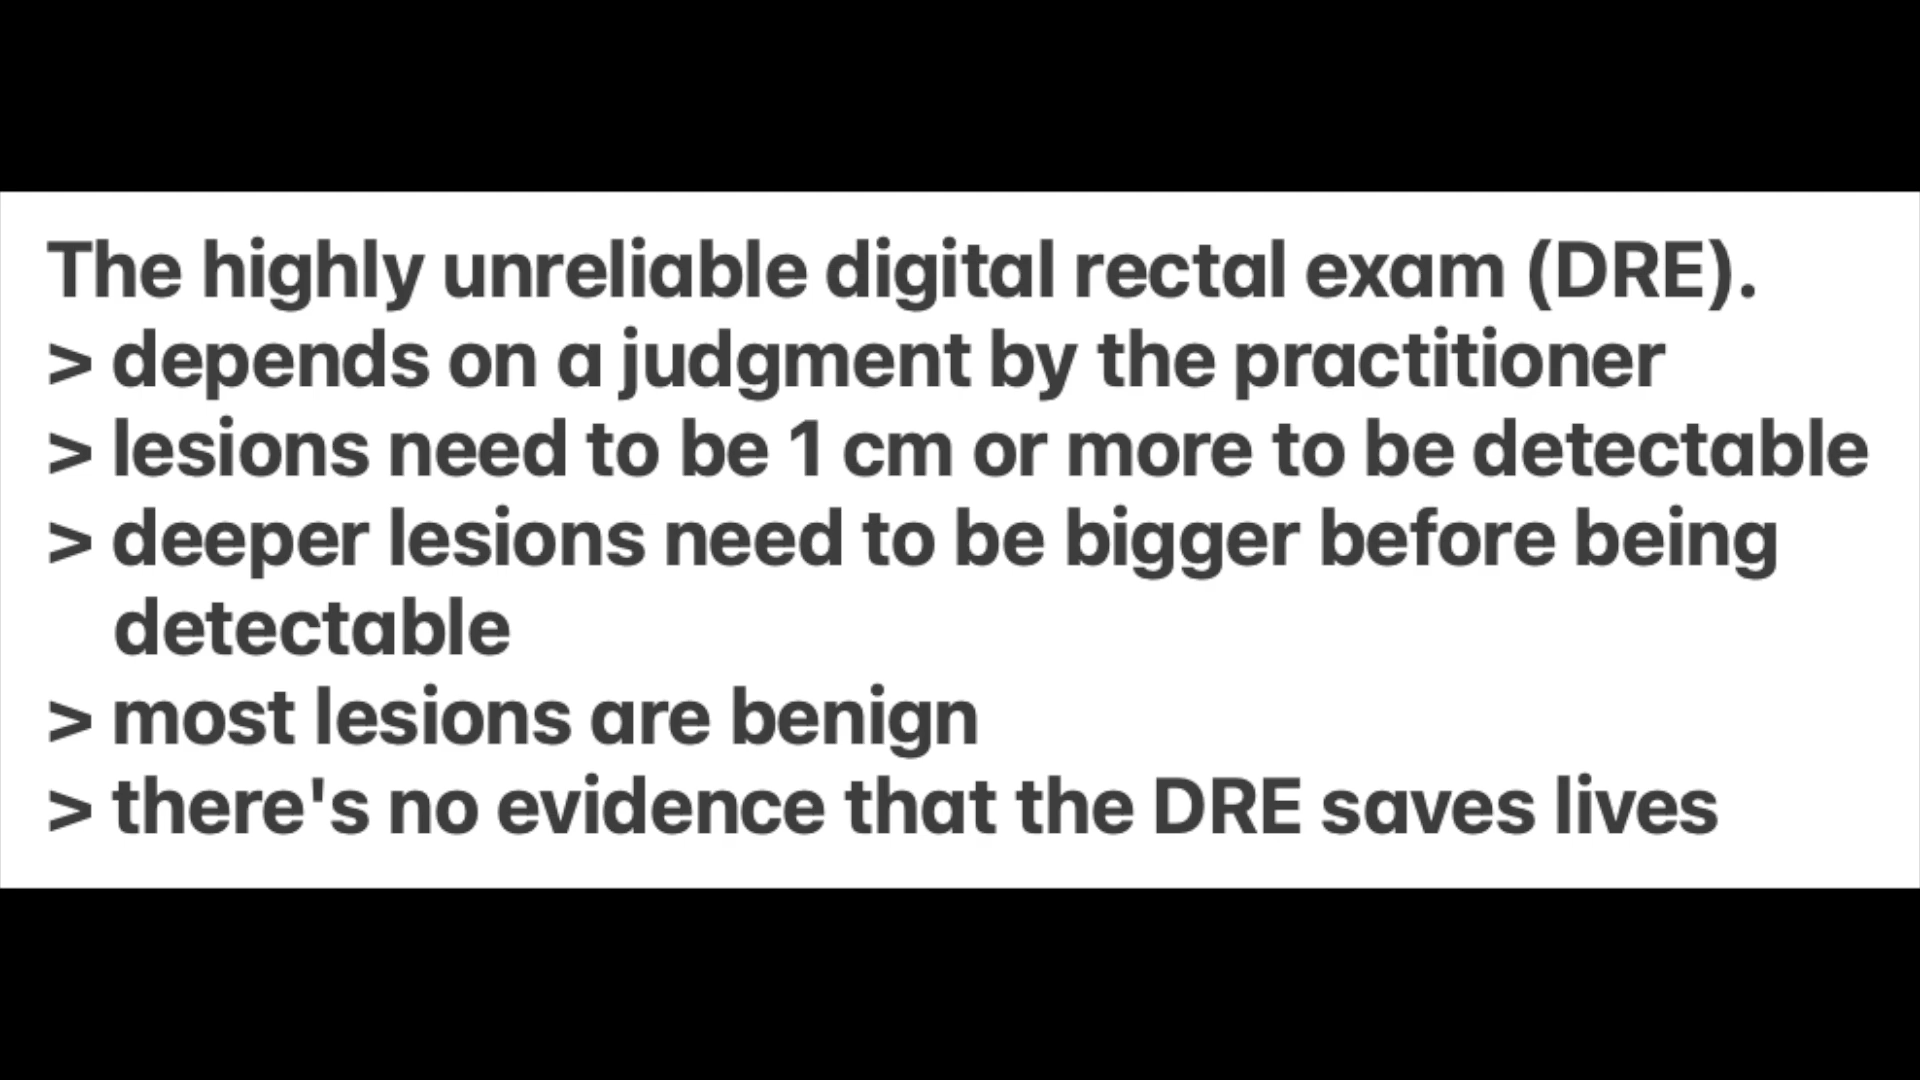 The highly unreliable digital rectal exam (DRE).
> depends on a judgment by the practitioner
> lesions need to be 1 cm or more to be detectable
> deeper lesions need to be bigger before being
detectable
> most lesions are benign
> there's no evidence that the DRE saves lives